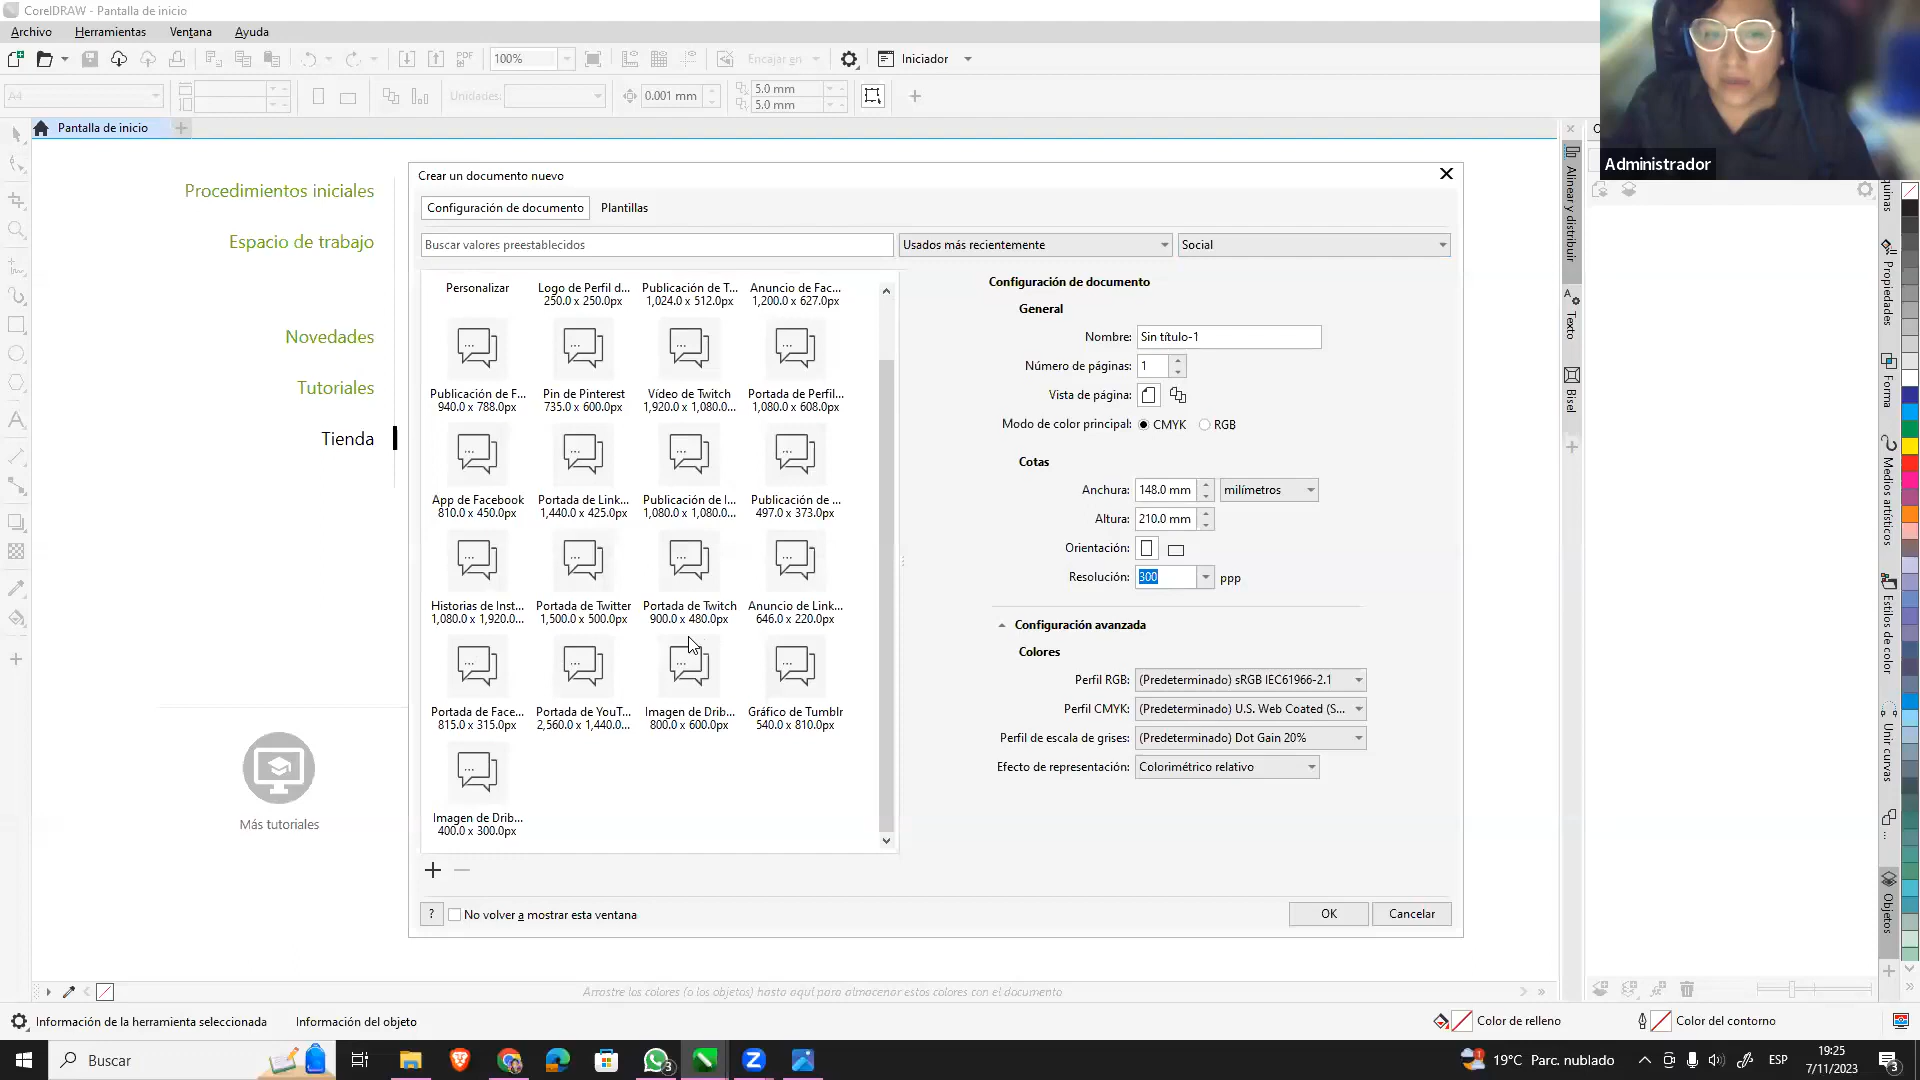 CorelDRAW - Pantalla de inicio
Archivo Herramientas Ventana Ayuda
PDF 100% Encajar en Iniciador
A4 Unidades: 0.001 mm 5.0 mm
5.0 mm
Pantalla de inicio
Administrador
Procedimientos iniciales
Espacio de trabajo
Novedades
Tutoriales
Tienda
Más tutoriales
Crear un documento nuevo
Configuración de documento Plantillas
Buscar valores preestablecidos Usados más recientemente Social
Personalizar Logo de Perfil d... Publicación de T... Anuncio de Fac...
250.0 x 250.0px 1,024.0 x 512.0px 1,200.0 x 627.0px
Publicación de F... Pin de Pinterest Vídeo de Twitch Portada de Perfil...
940.0 x 788.0px 735.0 x 600.0px 1,920.0 x 1,080.0... 1,080.0 x 608.0px
App de Facebook Portada de Link... Publicación de I... Publicación de ...
810.0 x 450.0px 1,440.0 x 425.0px 1,080.0 x 1,080.0... 497.0 x 373.0px
Historias de Inst... Portada de Twitter Portada de Twitch Anuncio de Link...
1,080.0 x 1,920.0... 1,500.0 x 500.0px 900.0 x 480.0px 646.0 x 220.0px
Portada de Face... Portada de YouT... Imagen de Drib... Gráfico de Tumblr
815.0 x 315.0px 2,560.0 x 1,440.0... 800.0 x 600.0px 540.0 x 810.0px
Imagen de Drib...
400.0 x 300.0px
Configuración de documento
General
Nombre: Sin título-1
Número de páginas: 1
Vista de página:
Modo de color principal: CMYK RGB
Cotas
Anchura: 148.0 mm milímetros
Altura: 210.0 mm
Orientación:
Resolución: 300 ppp
Configuración avanzada
Colores
Perfil RGB: (Predeterminado) sRGB IEC61966-2.1
Perfil CMYK: (Predeterminado) U.S. Web Coated (S...
Perfil de escala de grises: (Predeterminado) Dot Gain 20%
Efecto de representación: Colorimétrico relativo
? No volver a mostrar esta ventana OK Cancelar
Alinear y distribuir
Texto
Bisel
Propiedades
Forma
Medios artísticos
Estilos de color
Unir curvas
...
Objetos
Arrastre los colores (o los objetos) hasta aquí para almacenar estos colores con el documento
Información de la herramienta seleccionada Información del objeto Color de relleno Color del contorno
Buscar 3 19°C Parc. nublado ESP 19:25
7/11/2023 3